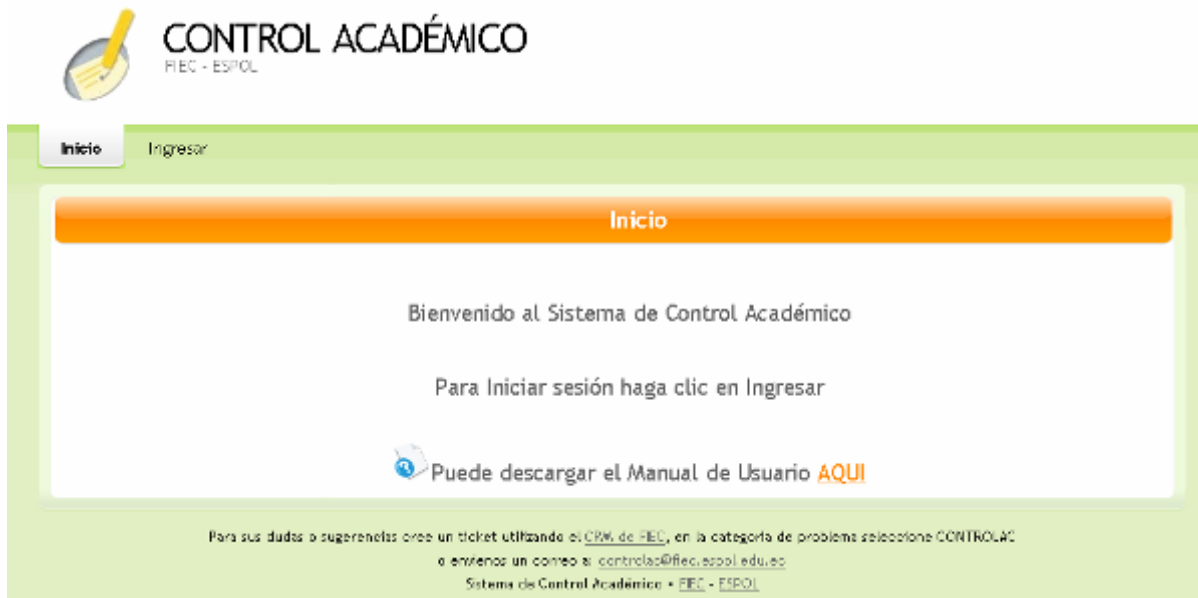 CONTROL ACADÉMICO
FIEC - ESPOL
Inicio Ingresar
Inicio
Bienvenido al Sistema de Control Académico
Para Iniciar sesión haga clic en Ingresar
Puede descargar el Manual de Usuario AQUI
Para sus dudas o sugerencias cree un ticket utilizando el CRM de FIEC, en la categoría de problema seleccione CONTROLAC
o envíenos un correo a: controlac@fiec.espol.edu.ec
Sistema de Control Académico • FIEC - ESPOL